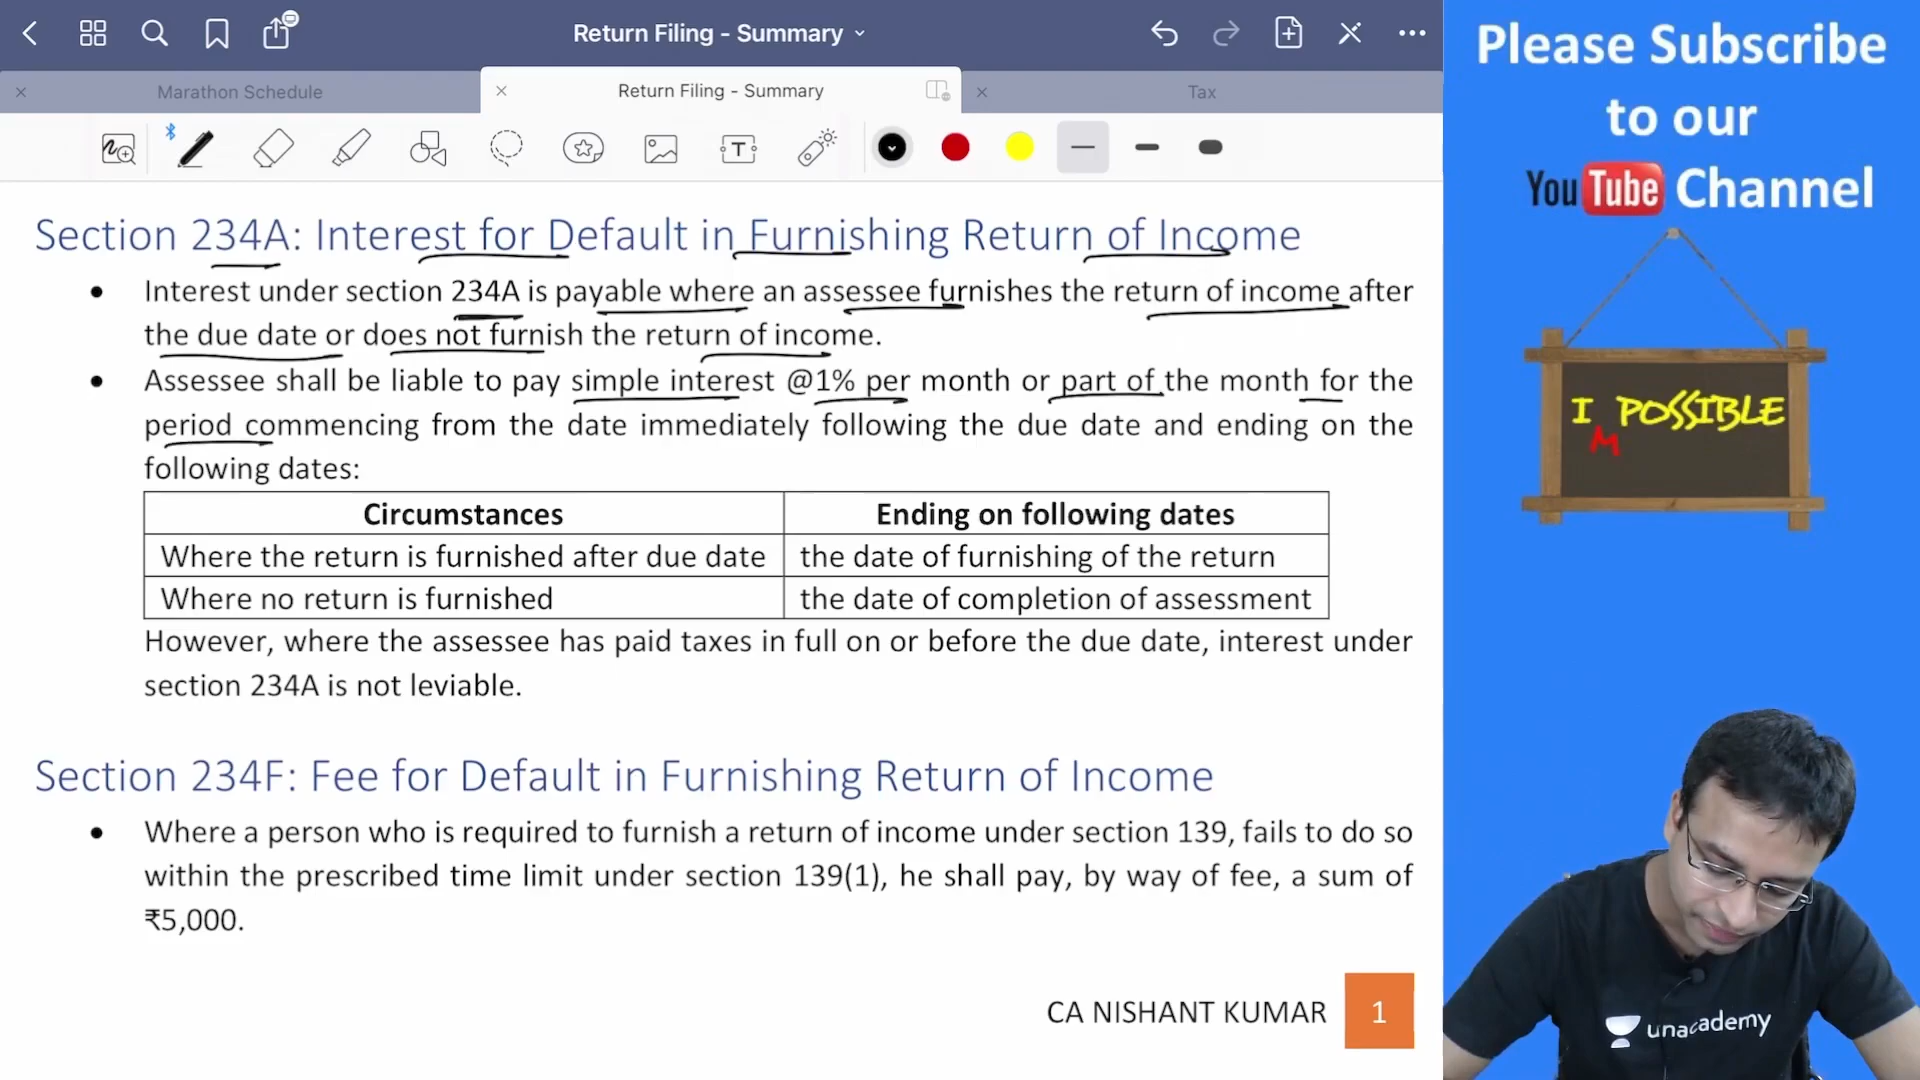 Return Filing - Summary
Marathon Schedule
Return Filing - Summary
Tax
Section 234A: Interest for Default in Furnishing Return of Income
• Interest under section 234A is payable where an assessee furnishes the return of income after
the due date or does not furnish the return of income.
• Assessee shall be liable to pay simple interest @1% per month or part of the month for the
period commencing from the date immediately following the due date and ending on the
following dates:
Circumstances Ending on following dates
Where the return is furnished after due date the date of furnishing of the return
Where no return is furnished the date of completion of assessment
However, where the assessee has paid taxes in full on or before the due date, interest under
section 234A is not leviable.
Section 234F: Fee for Default in Furnishing Return of Income
• Where a person who is required to furnish a return of income under section 139, fails to do so
within the prescribed time limit under section 139(1), he shall pay, by way of fee, a sum of
₹5,000.
CA NISHANT KUMAR 1
Please Subscribe
to our
YouTube Channel
I POSSIBLE
M
unacademy